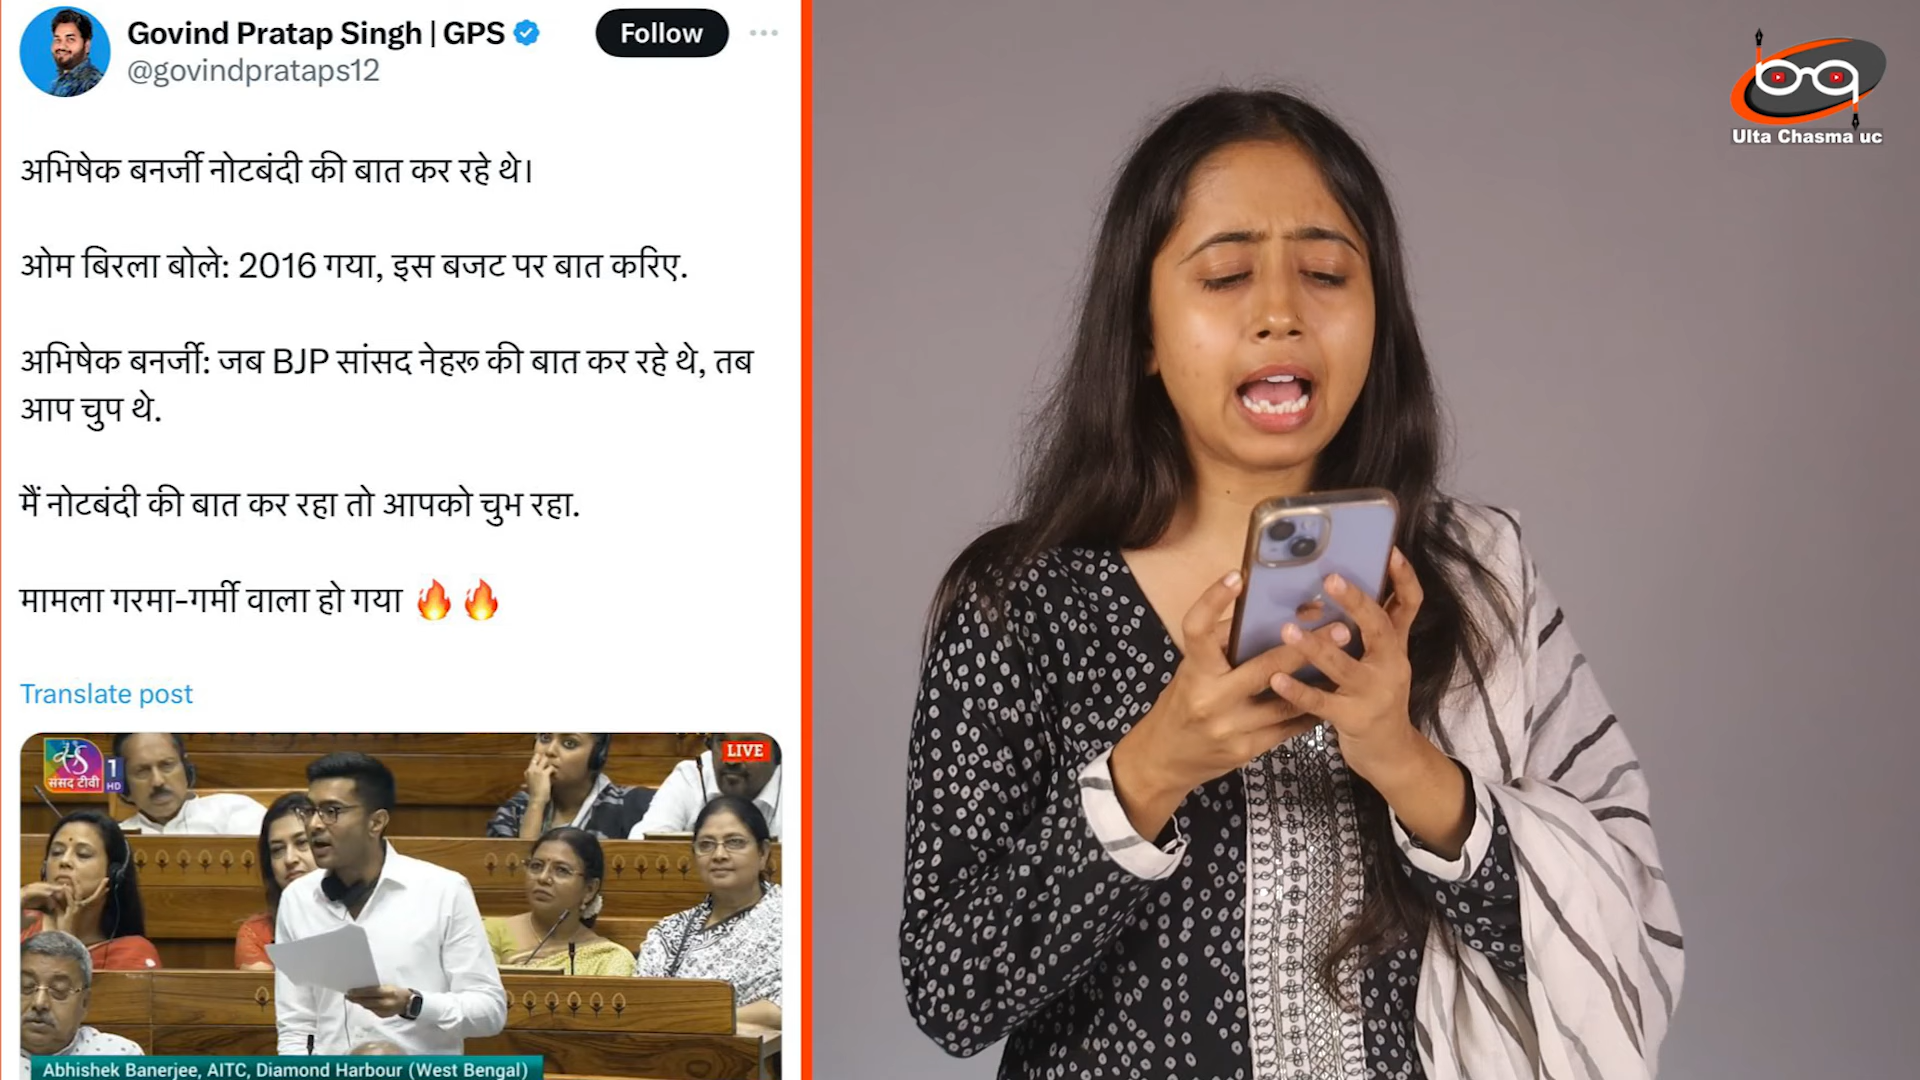 Govind Pratap Singh | GPS
Follow
@govindprataps12
अभिषेक बनर्जी नोटबंदी की बात कर रहे थे।
ओम बिरला बोले: 2016 गया, इस बजट पर बात करिए.
अभिषेक बनर्जी: जब BJP सांसद नेहरू की बात कर रहे थे, तब
आप चुप थे.
मैं नोटबंदी की बात कर रहा तो आपको चुभ रहा.
मामला गरमा-गर्मी वाला हो गया 🔥 🔥
Translate post
संसद टीवी
1
HD
LIVE
Abhishek Banerjee, AITC, Diamond Harbour (West Bengal)
Ulta Chasma uc